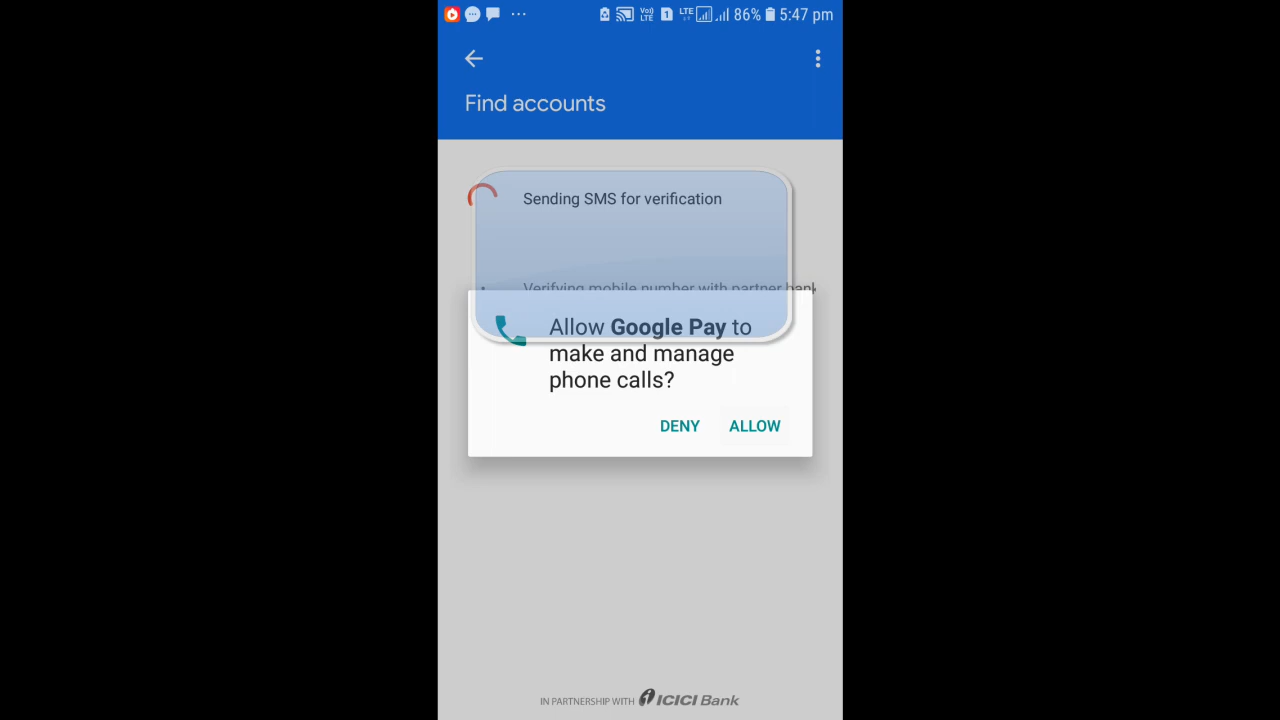 86% 5:47 pm
Find accounts
Sending SMS for verification
Verifying mobile number with partner bank
Allow Google Pay to
make and manage
phone calls?
DENY ALLOW
IN PARTNERSHIP WITH ICICI Bank